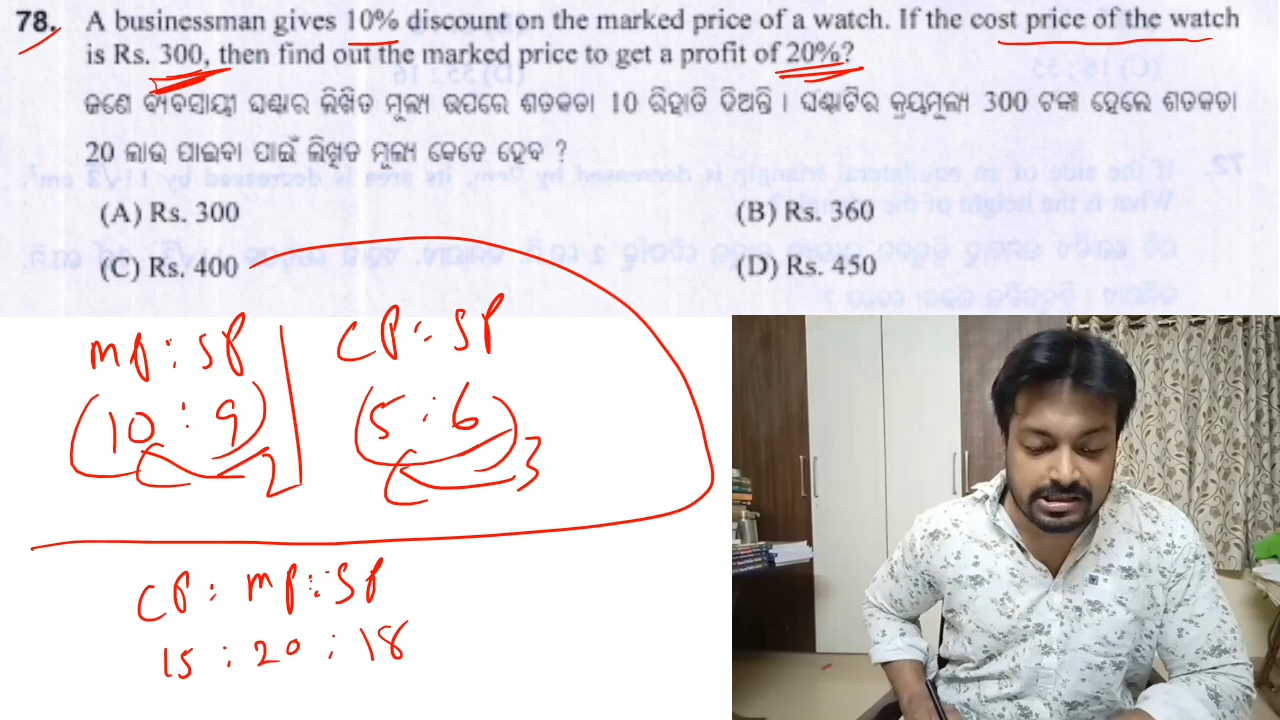 78. A businessman gives 10% discount on the marked price of a watch. If the cost price of the watch
is Rs. 300, then find out the marked price to get a profit of 20%?
ଜଣେ ବ୍ୟବସାୟୀ ଘଣ୍ଟାର ଲିଖିତ ମୂଲ୍ୟ ଉପରେ ଶତକଡା 10 ରିହାତି ଦିଅନ୍ତି । ଘଣ୍ଟାଟିର କ୍ରୟମୂଲ୍ୟ 300 ଟଙ୍କା ହେଲେ ଶତକଡା
20 ଲାଭ ପାଇବା ପାଇଁ ଲିଖିତ ମୂଲ୍ୟ କେତେ ହେବ ?
(A) Rs. 300 (B) Rs. 360
(C) Rs. 400 (D) Rs. 450
MP : SP CP : SP
(10 : 9)2 (5 : 6)3
CP : MP : SP
15 : 20 : 18